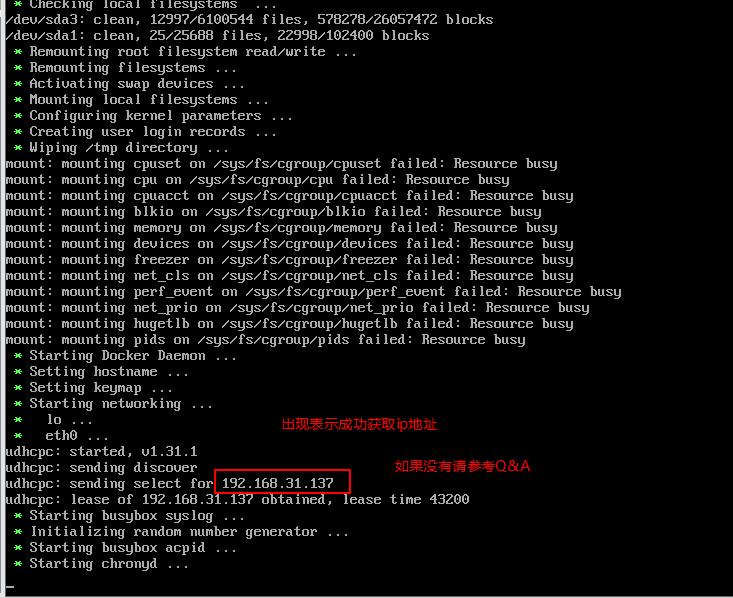 * Checking local filesystems ...
/dev/sda3: clean, 12997/6100544 files, 578278/26057472 blocks
/dev/sda1: clean, 25/25688 files, 22998/102400 blocks
* Remounting root filesystem read/write ...
* Remounting filesystems ...
* Activating swap devices ...
* Mounting local filesystems ...
* Configuring kernel parameters ...
* Creating user login records ...
* Wiping /tmp directory ...
mount: mounting cpuset on /sys/fs/cgroup/cpuset failed: Resource busy
mount: mounting cpu on /sys/fs/cgroup/cpu failed: Resource busy
mount: mounting cpuacct on /sys/fs/cgroup/cpuacct failed: Resource busy
mount: mounting blkio on /sys/fs/cgroup/blkio failed: Resource busy
mount: mounting memory on /sys/fs/cgroup/memory failed: Resource busy
mount: mounting devices on /sys/fs/cgroup/devices failed: Resource busy
mount: mounting freezer on /sys/fs/cgroup/freezer failed: Resource busy
mount: mounting net_cls on /sys/fs/cgroup/net_cls failed: Resource busy
mount: mounting perf_event on /sys/fs/cgroup/perf_event failed: Resource busy
mount: mounting net_prio on /sys/fs/cgroup/net_prio failed: Resource busy
mount: mounting hugetlb on /sys/fs/cgroup/hugetlb failed: Resource busy
mount: mounting pids on /sys/fs/cgroup/pids failed: Resource busy
* Starting Docker Daemon ...
* Setting hostname ...
* Setting keymap ...
* Starting networking ...
* lo ...
出现表示成功获取ip地址
* eth0 ...
udhcpc: started, v1.31.1
udhcpc: sending discover
如果没有请参考Q&A
udhcpc: sending select for 192.168.31.137
udhcpc: lease of 192.168.31.137 obtained, lease time 43200
* Starting busybox syslog ...
* Initializing random number generator ...
* Starting busybox acpid ...
* Starting chronyd ...